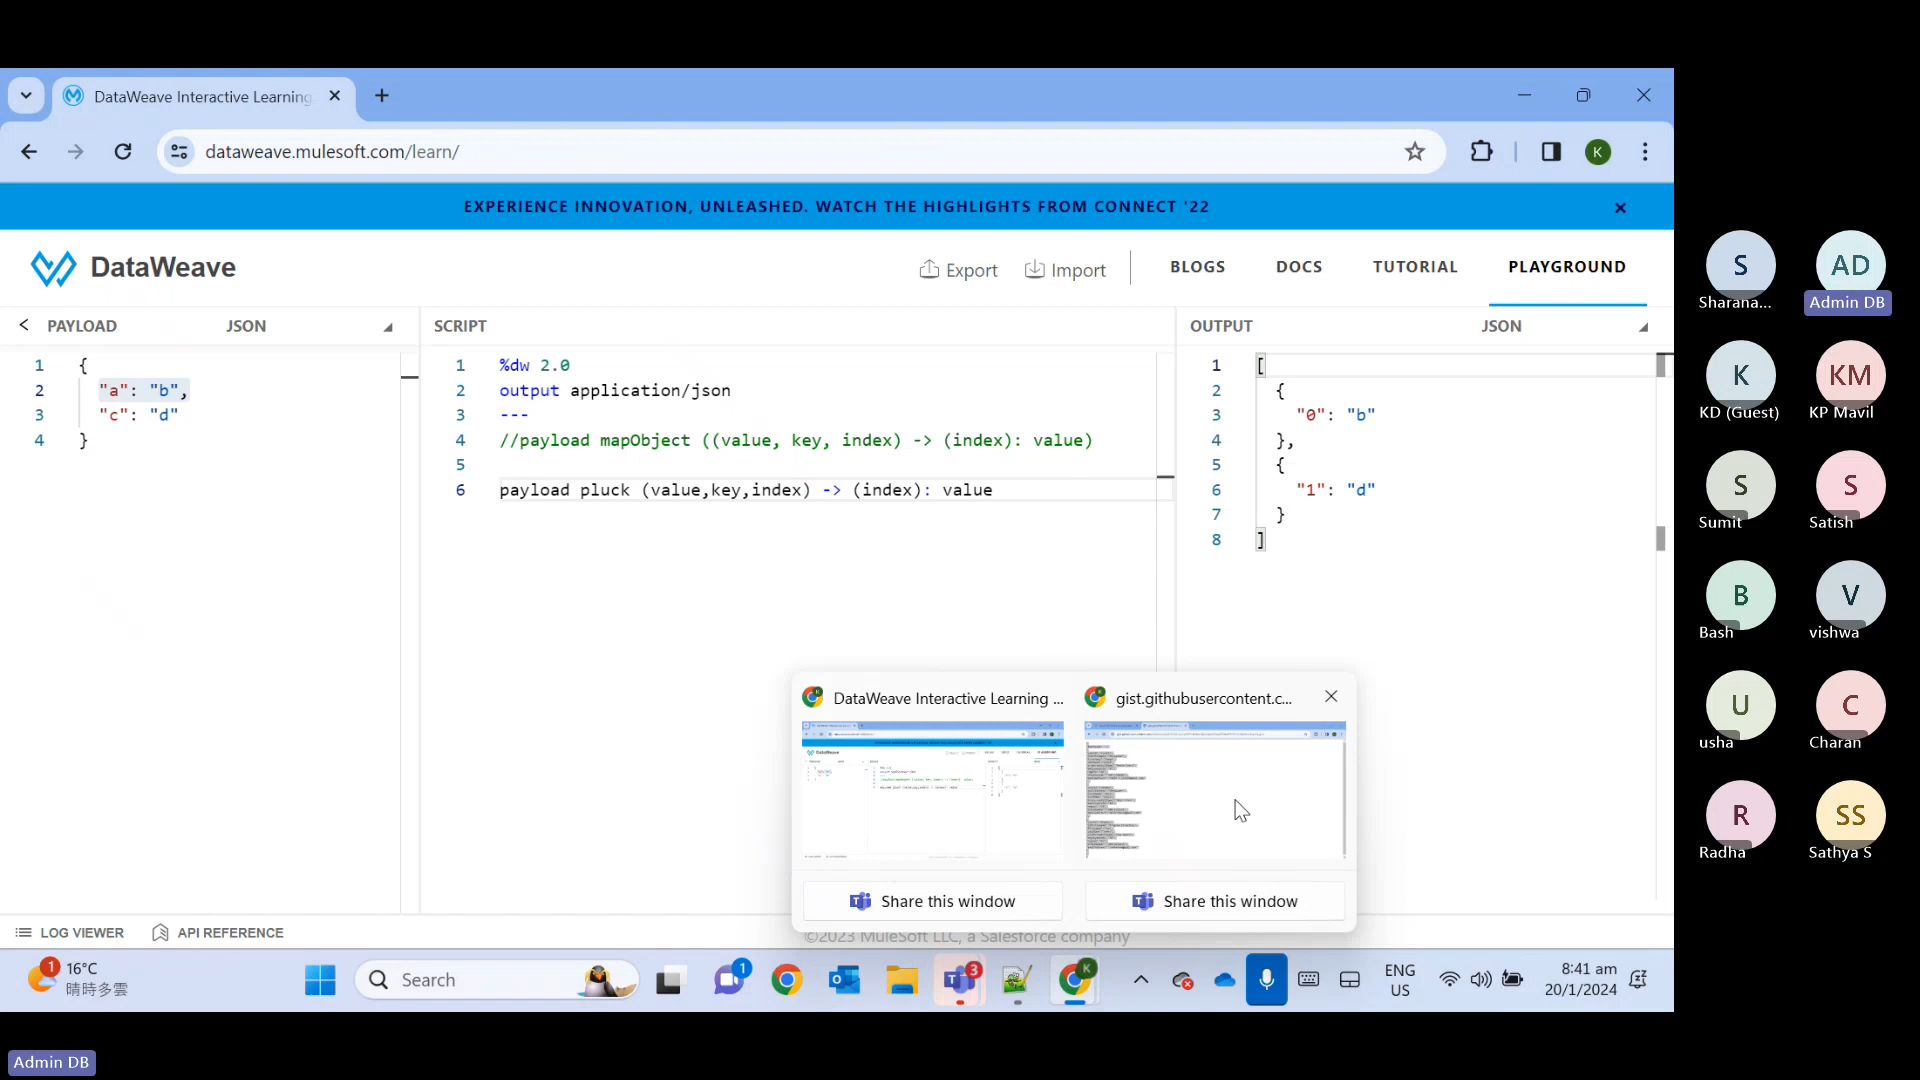 DataWeave Interactive Learning
dataweave.mulesoft.com/learn/
K
EXPERIENCE INNOVATION, UNLEASHED. WATCH THE HIGHLIGHTS FROM CONNECT '22
DataWeave
Export
Import
BLOGS
DOCS
TUTORIAL
PLAYGROUND
PAYLOAD
JSON
1 {
2 "a": "b",
3 "c": "d"
4 }
SCRIPT
1 %dw 2.0
2 output application/json
3 ---
4 //payload mapObject ((value, key, index) -> (index): value)
5
6 payload pluck (value,key,index) -> (index): value
OUTPUT
JSON
1 [
2 {
3 "0": "b"
4 },
5 {
6 "1": "d"
7 }
8 ]
DataWeave Interactive Learning ...
gist.githubusercontent.c...
Share this window
Share this window
LOG VIEWER
API REFERENCE
©2023 MuleSoft LLC, a Salesforce company
1
16°C
晴時多雲
Search
1
3
K
ENG
US
8:41 am
20/1/2024
S
Sharana...
AD
Admin DB
K
KD (Guest)
KM
KP Mavil
S
Sumit
S
Satish
B
Bash
V
vishwa
U
usha
C
Charan
R
Radha
SS
Sathya S
Admin DB